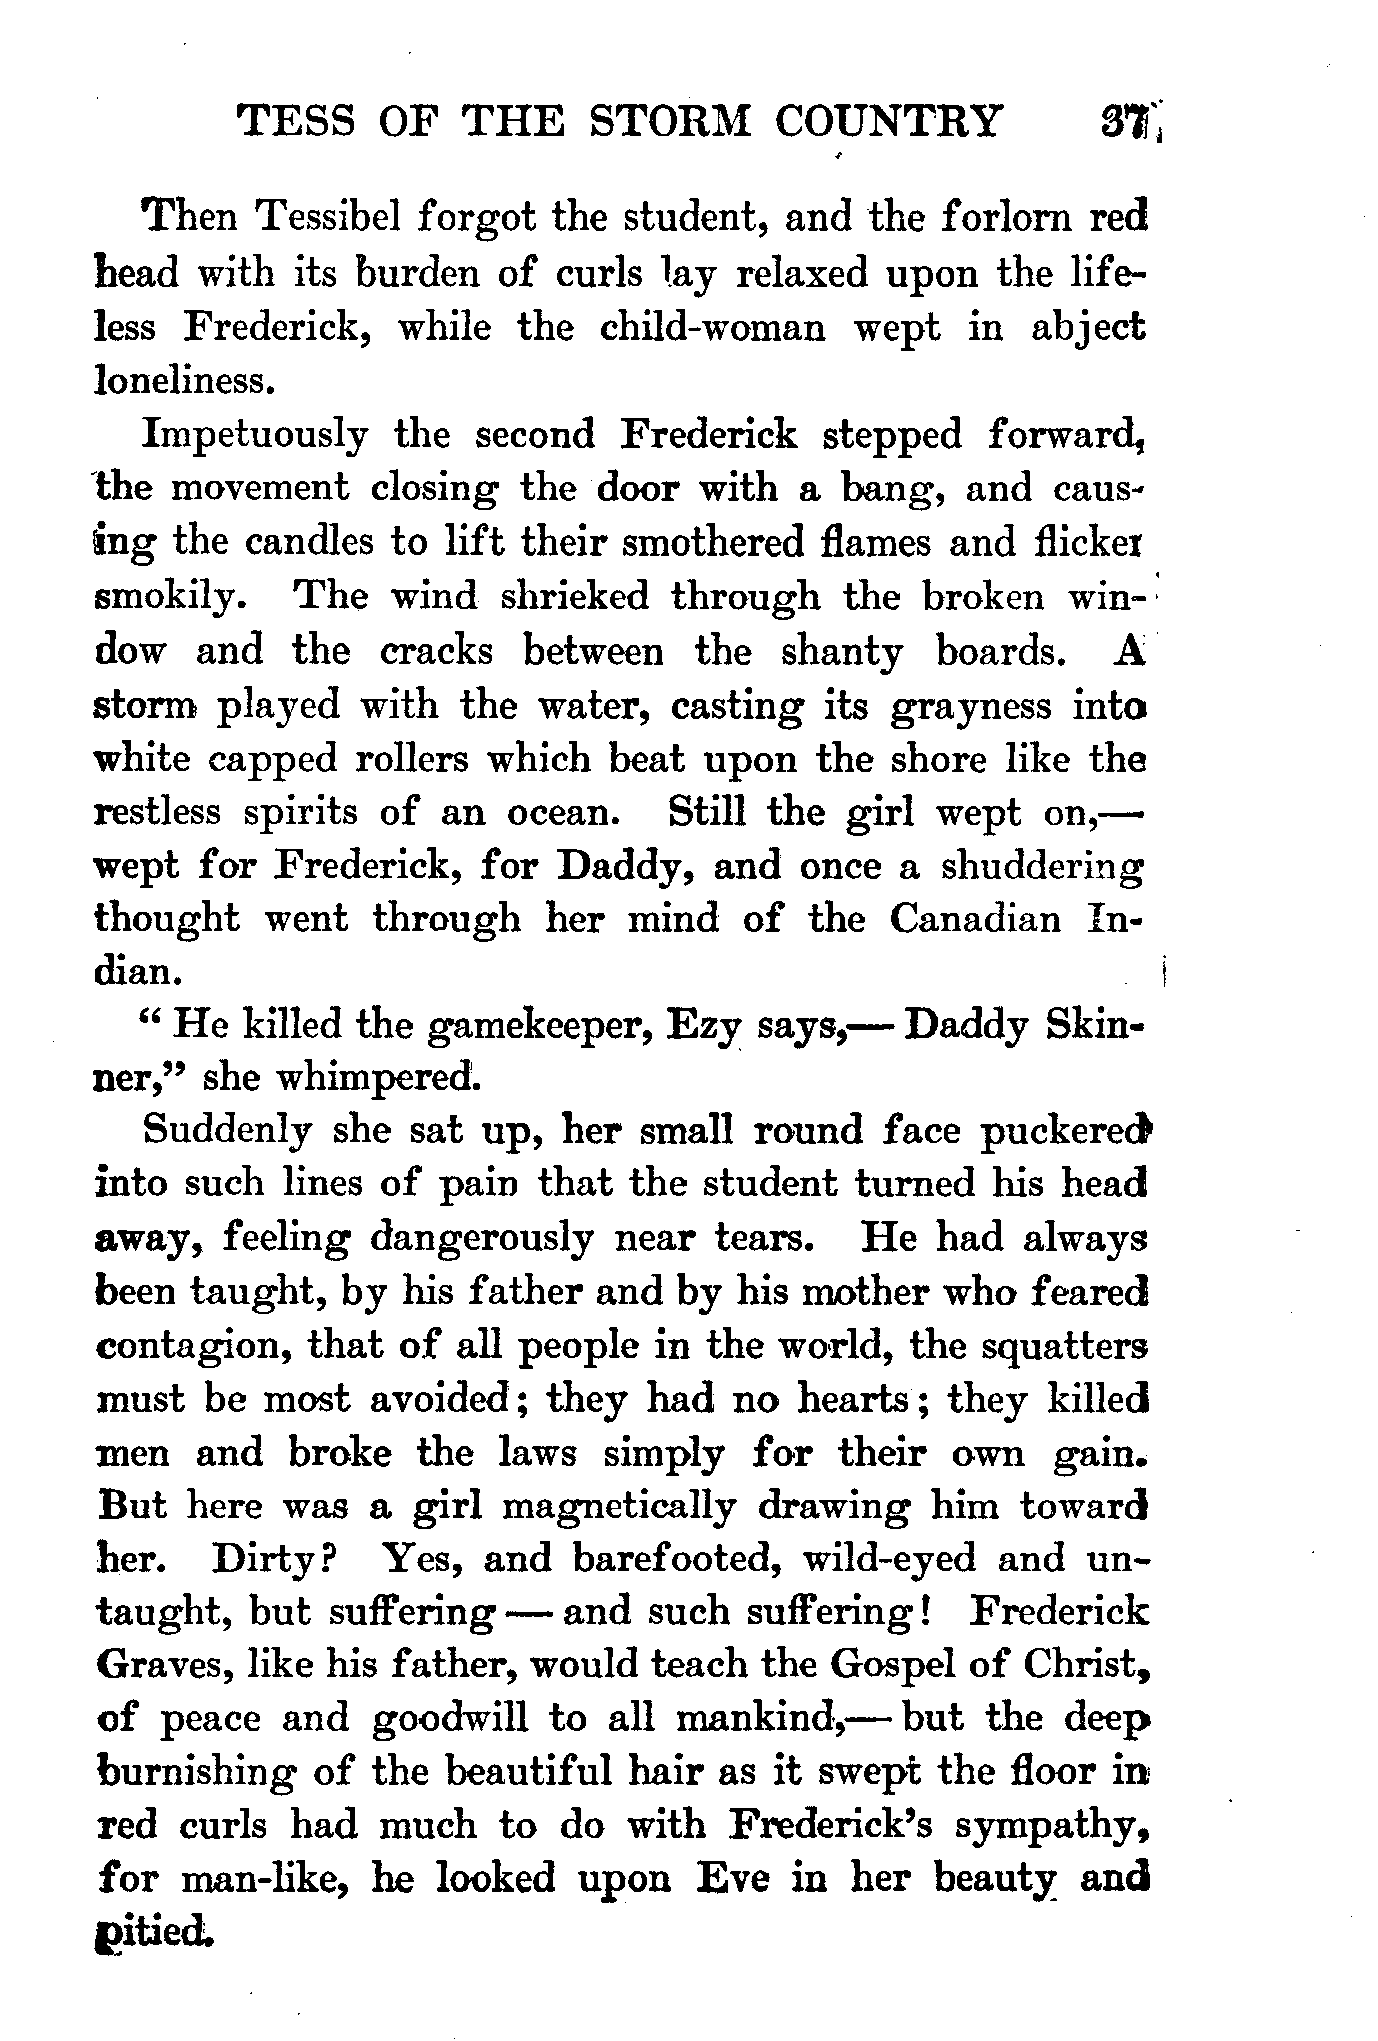 TESS OF THE STORM COUNTRY 37
Then Tessibel forgot the student, and the forlorn red
head with its burden of curls lay relaxed upon the life-
less Frederick, while the child-woman wept in abject
loneliness.
Impetuously the second Frederick stepped forward,
the movement closing the door with a bang, and caus-
ing the candles to lift their smothered flames and flicker
smokily. The wind shrieked through the broken win-
dow and the cracks between the shanty boards. A
storm played with the water, casting its grayness into
white capped rollers which beat upon the shore like the
restless spirits of an ocean. Still the girl wept on,—
wept for Frederick, for Daddy, and once a shuddering
thought went through her mind of the Canadian In-
dian.
“ He killed the gamekeeper, Ezy says,— Daddy Skin-
ner,” she whimpered.
Suddenly she sat up, her small round face puckered
into such lines of pain that the student turned his head
away, feeling dangerously near tears. He had always
been taught, by his father and by his mother who feared
contagion, that of all people in the world, the squatters
must be most avoided; they had no hearts; they killed
men and broke the laws simply for their own gain.
But here was a girl magnetically drawing him toward
her. Dirty? Yes, and barefooted, wild-eyed and un-
taught, but suffering — and such suffering! Frederick
Graves, like his father, would teach the Gospel of Christ,
of peace and goodwill to all mankind,— but the deep
burnishing of the beautiful hair as it swept the floor in
red curls had much to do with Frederick’s sympathy,
for man-like, he looked upon Eve in her beauty and
pitied.